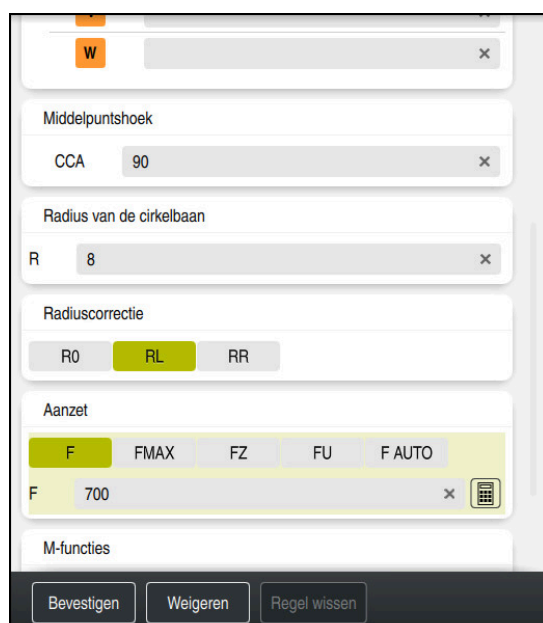 W
Middelpuntshoek
CCA 90
Radius van de cirkelbaan
R 8
Radiuscorrectie
R0 RL RR
Aanzet
F FMAX FZ FU F AUTO
F 700
M-functies
Bevestigen Weigeren Regel wissen